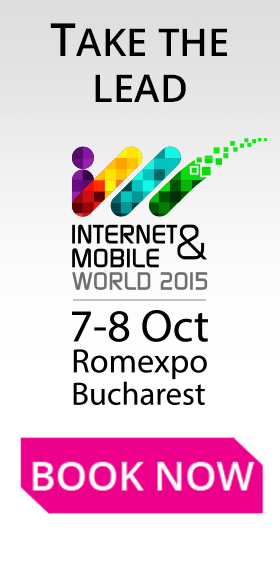 TAKE THE
LEAD
INTERNET &
MOBILE
WORLD 2015
7-8 Oct
Romexpo
Bucharest
BOOK NOW